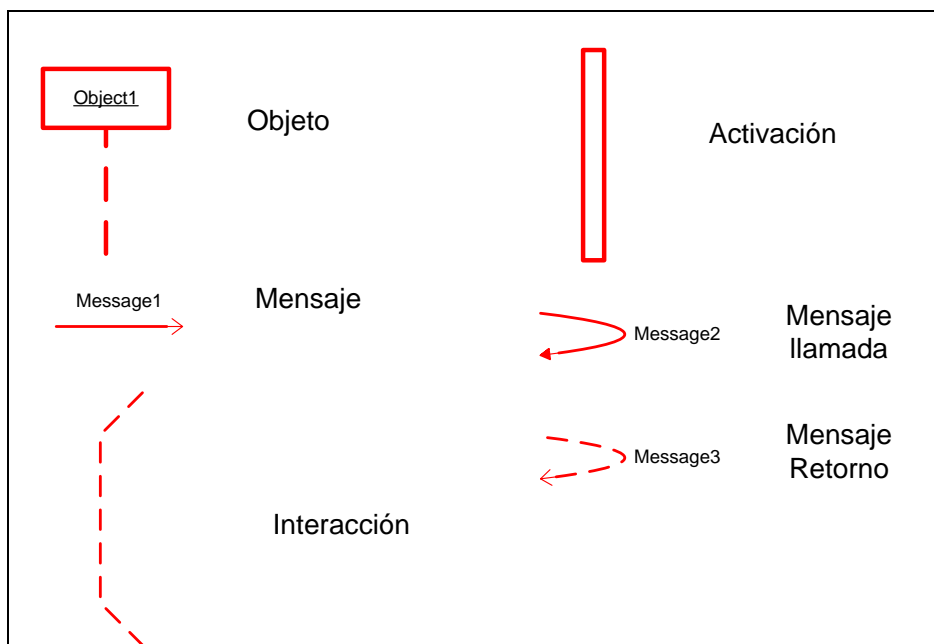 Object1
Objeto
Activación
Message1
Mensaje
Message2
Mensaje
llamada
Message3
Mensaje
Retorno
Interacción